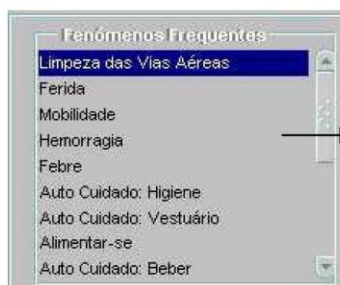 Fenómenos Frequentes
Limpeza das Vias Aéreas
Ferida
Mobilidade
Hemorragia
Febre
Auto Cuidado: Higiene
Auto Cuidado: Vestuário
Alimentar-se
Auto Cuidado: Beber